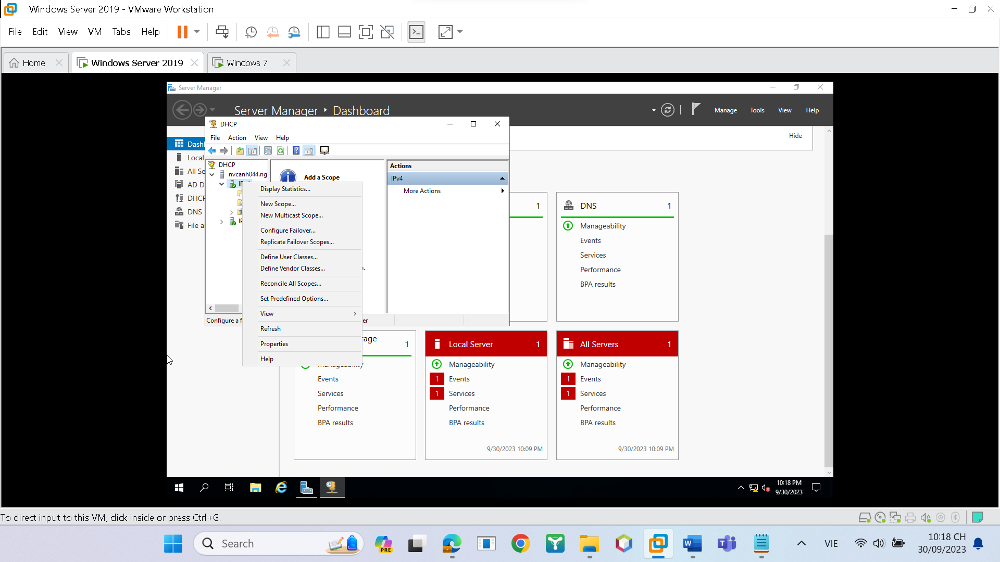 Windows Server 2019 - VMware Workstation
File Edit View VM Tabs Help
Home
Windows Server 2019
Windows 7
Server Manager
Server Manager Dashboard
Manage Tools View Help
DHCP
File Action View Help
Hide
DHCP
nvcanh044.ng
Add a Scope
Actions
IPv4
More Actions
Display Statistics...
New Scope...
New Multicast Scope...
Configure Failover...
Replicate Failover Scopes...
Define User Classes...
Define Vendor Classes...
Reconcile All Scopes...
Set Predefined Options...
View
Refresh
Properties
Help
Configure a f
er
Dash
Local
All Se
AD D
DHCP
DNS
File a
1
DNS 1
Manageability
Events
Services
Performance
BPA results
rage 1
Manageability
Events
Services
Performance
BPA results
Local Server 1
Manageability
1 Events
1 Services
Performance
BPA results
9/30/2023 10:09 PM
All Servers 1
Manageability
1 Events
1 Services
Performance
BPA results
9/30/2023 10:09 PM
10:18 PM
9/30/2023
To direct input to this VM, click inside or press Ctrl+G.
Search
PRE
VIE
10:18 CH
30/09/2023